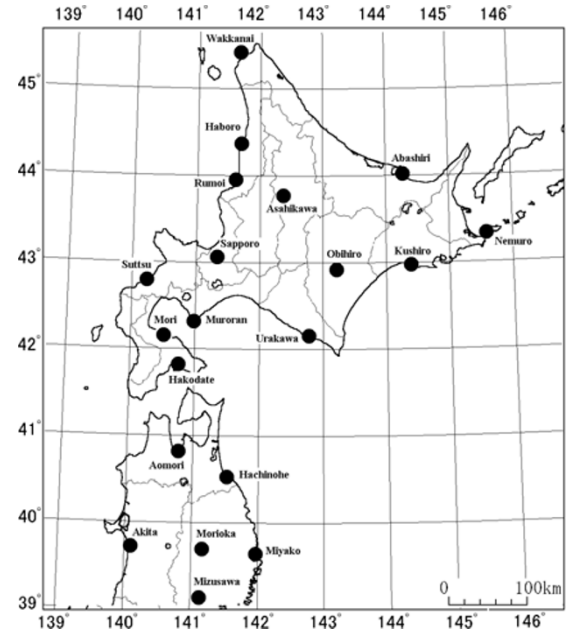 139° 140° 141° 142° 143° 144° 145° 146°
Wakkanai
45°
Haboro
Abashiri
44°
Rumoi
Asahikawa
Sapporo
Nemuro
43°
Suttsu
Obihiro
Kushiro
Mori
Muroran
Urakawa
42°
Hakodate
41°
Aomori
Hachinohe
40°
Akita
Morioka
Miyako
Mizusawa
0 100km
39°
139° 140° 141° 142° 143° 144° 145° 146°